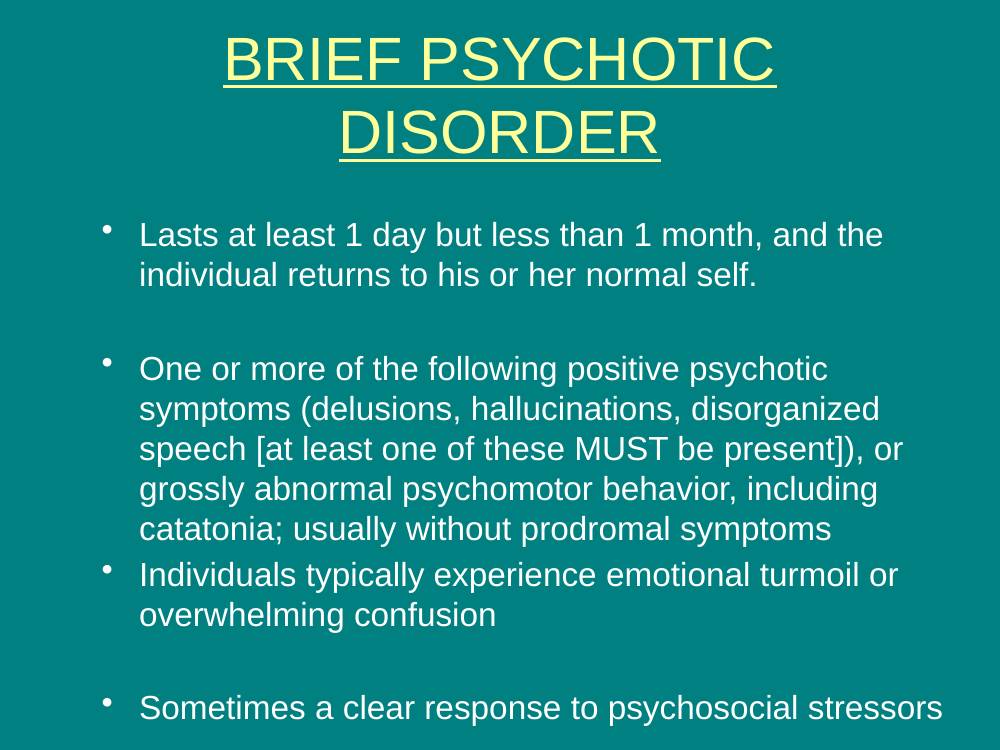 BRIEF PSYCHOTIC
DISORDER
• Lasts at least 1 day but less than 1 month, and the
individual returns to his or her normal self.
• One or more of the following positive psychotic
symptoms (delusions, hallucinations, disorganized
speech [at least one of these MUST be present]), or
grossly abnormal psychomotor behavior, including
catatonia; usually without prodromal symptoms
• Individuals typically experience emotional turmoil or
overwhelming confusion
• Sometimes a clear response to psychosocial stressors